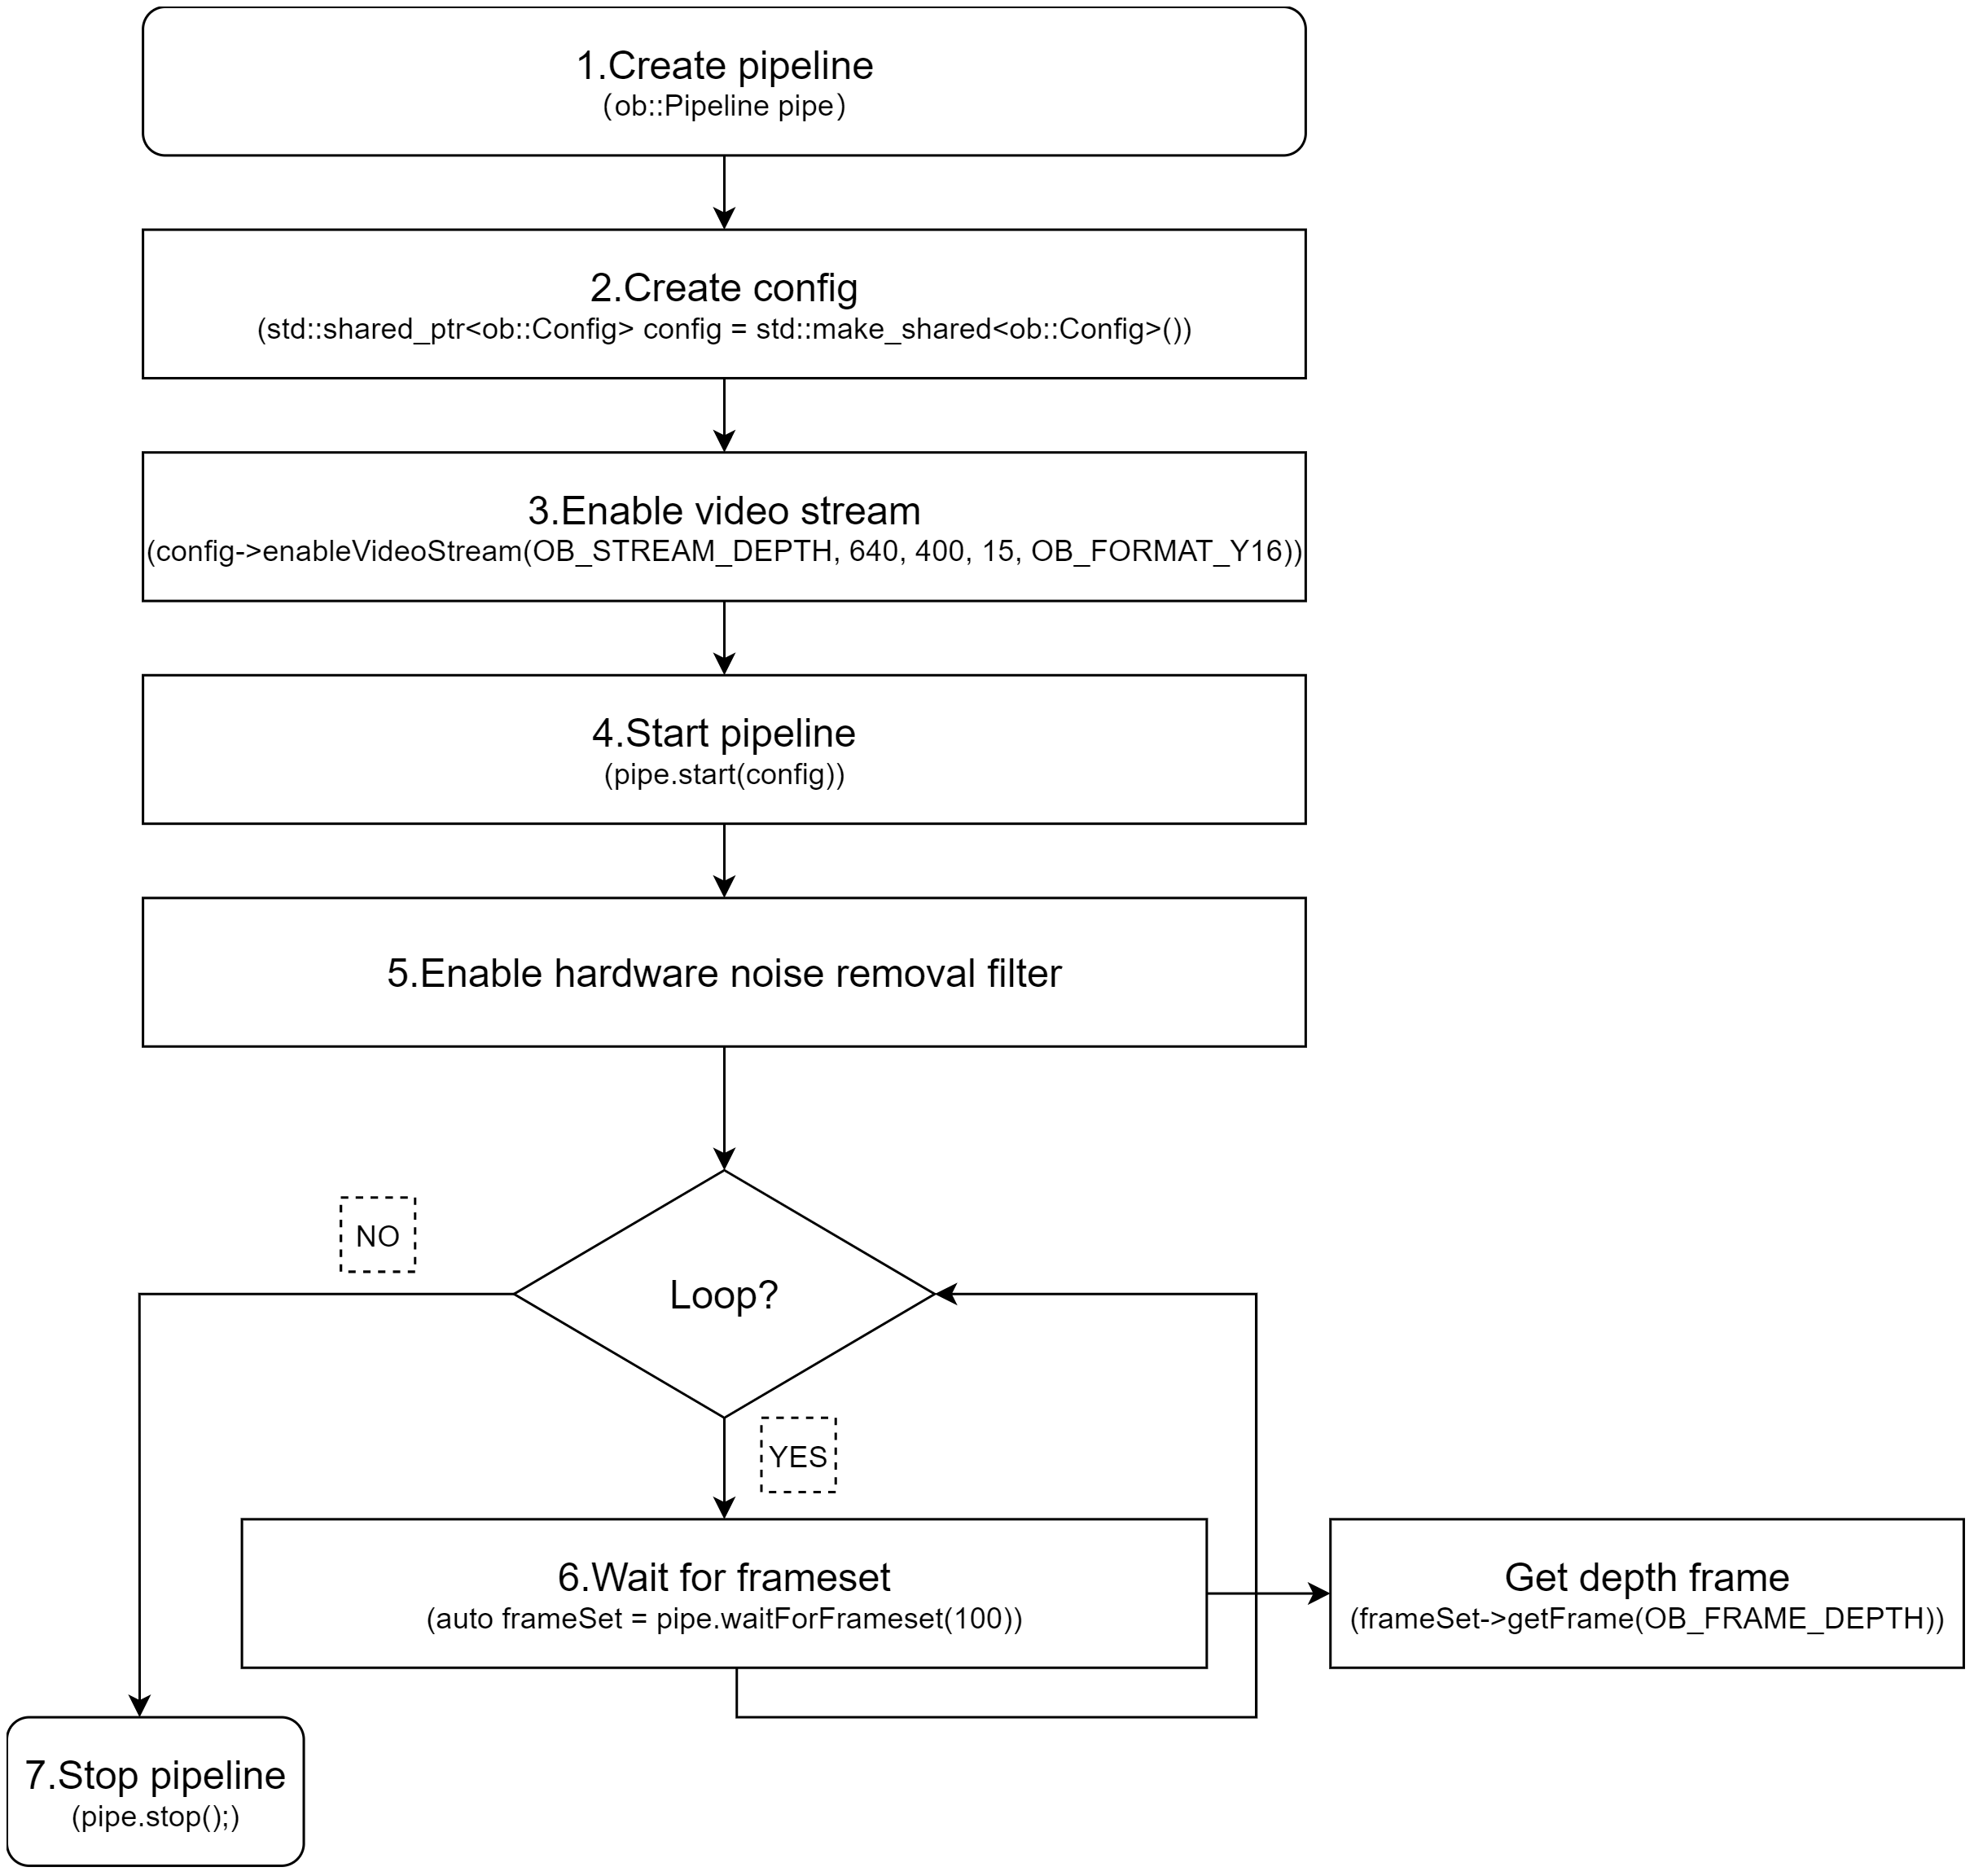 1.Create pipeline
(ob::Pipeline pipe)
2.Create config
(std::shared_ptr<ob::Config> config = std::make_shared<ob::Config>())
3.Enable video stream
(config->enableVideoStream(OB_STREAM_DEPTH, 640, 400, 15, OB_FORMAT_Y16))
4.Start pipeline
(pipe.start(config))
5.Enable hardware noise removal filter
NO
Loop?
YES
6.Wait for frameset
(auto frameSet = pipe.waitForFrameset(100))
Get depth frame
(frameSet->getFrame(OB_FRAME_DEPTH))
7.Stop pipeline
(pipe.stop();)